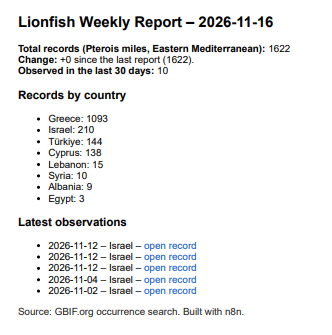 Lionfish Weekly Report – 2026-11-16
Total records (Pterois miles, Eastern Mediterranean): 1622
Change: +0 since the last report (1622).
Observed in the last 30 days: 10
Records by country
• Greece: 1093
• Israel: 210
• Türkiye: 144
• Cyprus: 138
• Lebanon: 15
• Syria: 10
• Albania: 9
• Egypt: 3
Latest observations
• 2026-11-12 – Israel – open record
• 2026-11-12 – Israel – open record
• 2026-11-12 – Israel – open record
• 2026-11-04 – Israel – open record
• 2026-11-02 – Israel – open record
Source: GBIF.org occurrence search. Built with n8n.